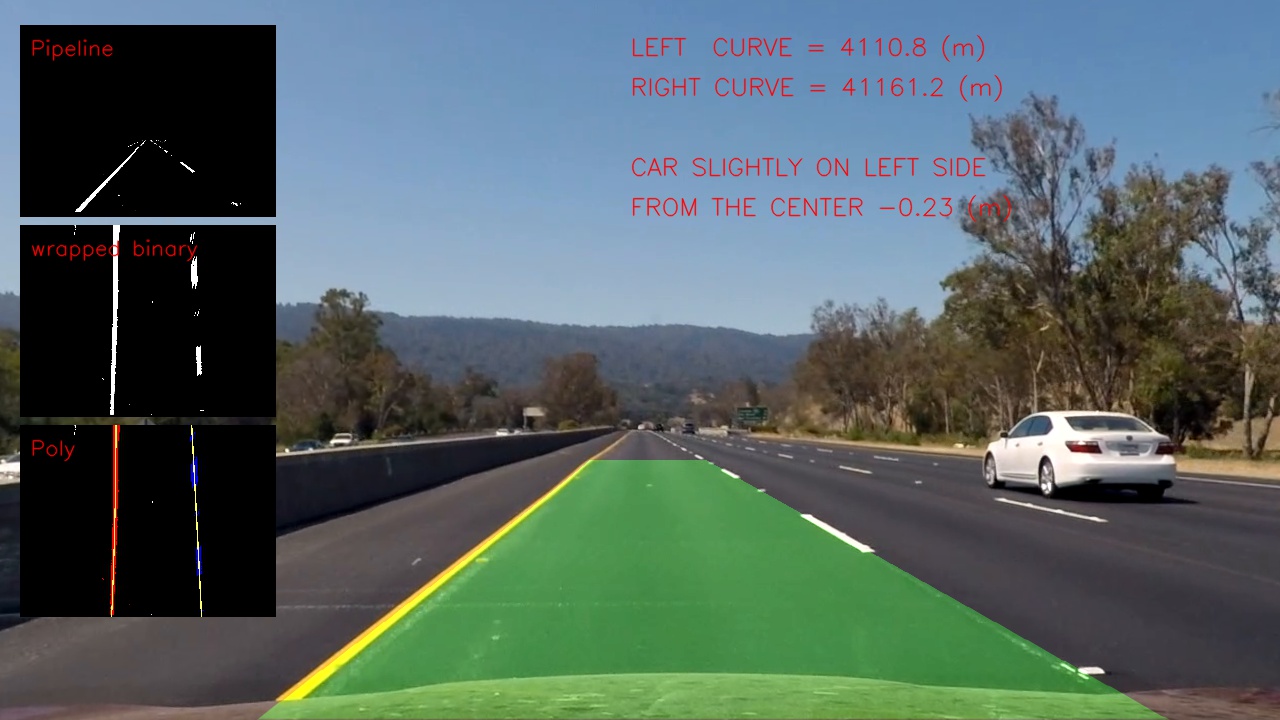 Pipeline
wrapped binary
Poly
LEFT  CURVE = 4110.8 (m)
RIGHT CURVE = 41161.2 (m)
CAR SLIGHTLY ON LEFT SIDE
FROM THE CENTER -0.23 (m)